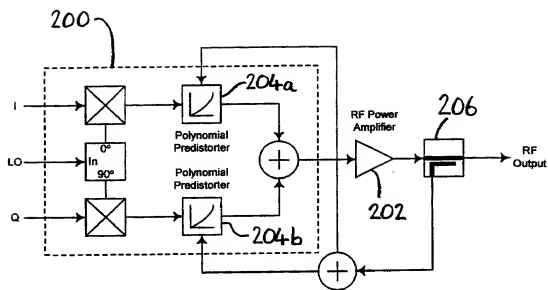 200
204a
206
I
0°
LO
In
90°
Q
Polynomial
Predistorter
Polynomial
Predistorter
204b
RF Power
Amplifier
202
RF
Output